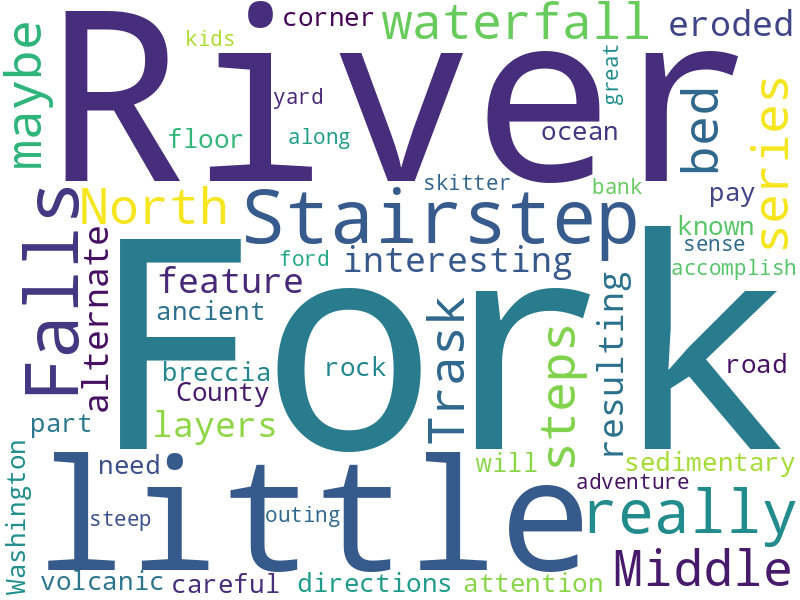 corner
waterfall
eroded
River
kids
maybe
yard
great
floor
along
ocean
bed
series
skitter
bank
pay
Falls
North
Stairstep
known
sense
alternate
ford
interesting
accomplish
feature
Fork
ancient
Trask
resulting
steps
breccia
rock
road
County
part
layers
little
need
will
sedimentary
Washington
adventure
steep
outing
really
Middle
volcanic
careful
directions
attention